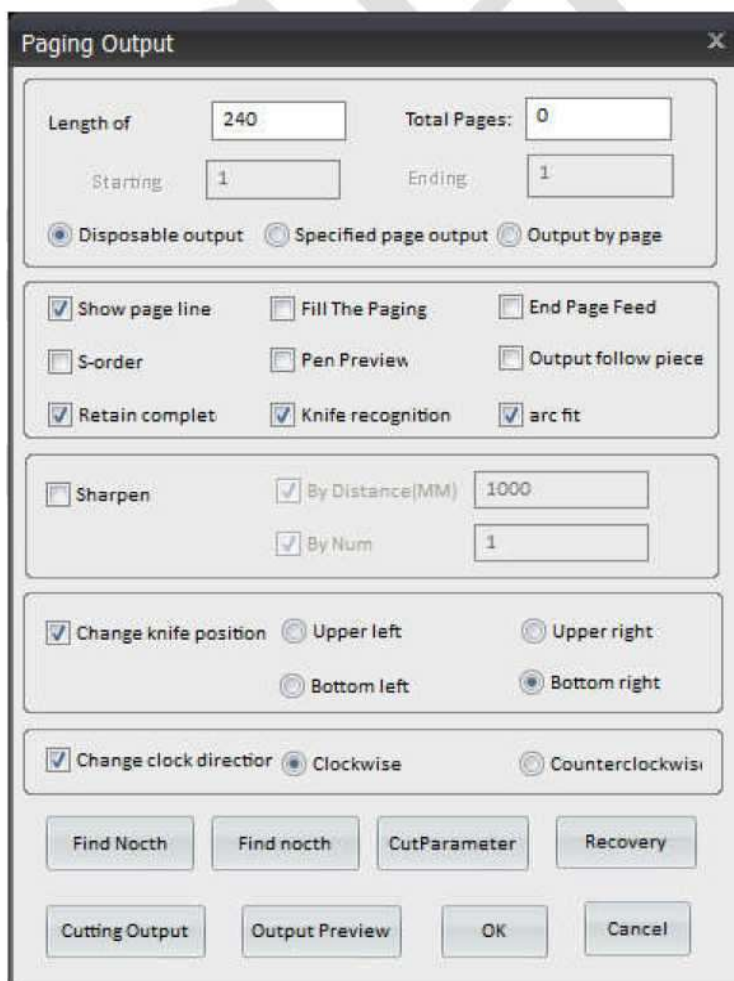 Paging Output X
Length of 240 Total Pages: 0
Starting 1 Ending 1
Disposable output Specified page output Output by page
Show page line Fill The Paging End Page Feed
S-order Pen Preview Output follow piece
Retain complet Knife recognition arc fit
Sharpen By Distance(MM) 1000
By Num 1
Change knife position Upper left Upper right
Bottom left Bottom right
Change clock direction Clockwise Counterclockwis
Find Nocth Find nocth CutParameter Recovery
Cutting Output Output Preview OK Cancel